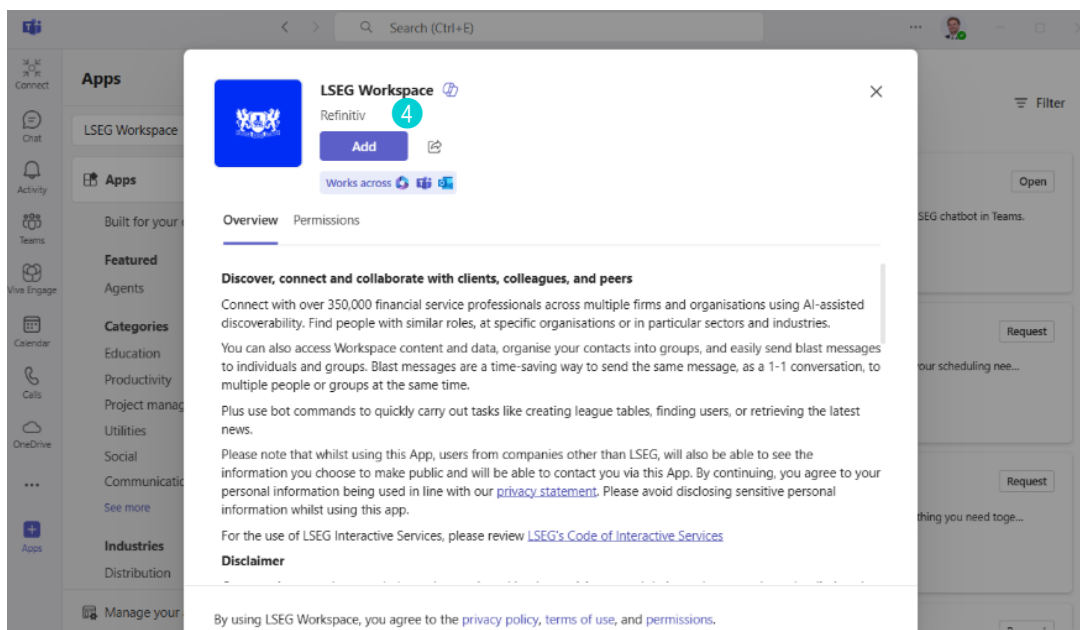 Search (Ctrl+E)
Connect
Chat
Activity
Teams
Viva Engage
Calendar
Calls
OneDrive
Apps
Apps
LSEG Workspace
Apps
Built for your
Featured
Agents
Categories
Education
Productivity
Project manag
Utilities
Social
Communicatio
See more
Industries
Distribution
Manage your
LSEG Workspace
Refinitiv
4
Add
Works across
Overview Permissions
Discover, connect and collaborate with clients, colleagues, and peers
Connect with over 350,000 financial service professionals across multiple firms and organisations using AI-assisted
discoverability. Find people with similar roles, at specific organisations or in particular sectors and industries.
You can also access Workspace content and data, organise your contacts into groups, and easily send blast messages
to individuals and groups. Blast messages are a time-saving way to send the same message, as a 1-1 conversation, to
multiple people or groups at the same time.
Plus use bot commands to quickly carry out tasks like creating league tables, finding users, or retrieving the latest
news.
Please note that whilst using this App, users from companies other than LSEG, will also be able to see the
information you choose to make public and will be able to contact you via this App. By continuing, you agree to your
personal information being used in line with our privacy statement. Please avoid disclosing sensitive personal
information whilst using this app.
For the use of LSEG Interactive Services, please review LSEG's Code of Interactive Services
Disclaimer
By using LSEG Workspace, you agree to the privacy policy, terms of use, and permissions.
Filter
Open
SEG chatbot in Teams.
Request
your scheduling nee...
Request
thing you need toge...